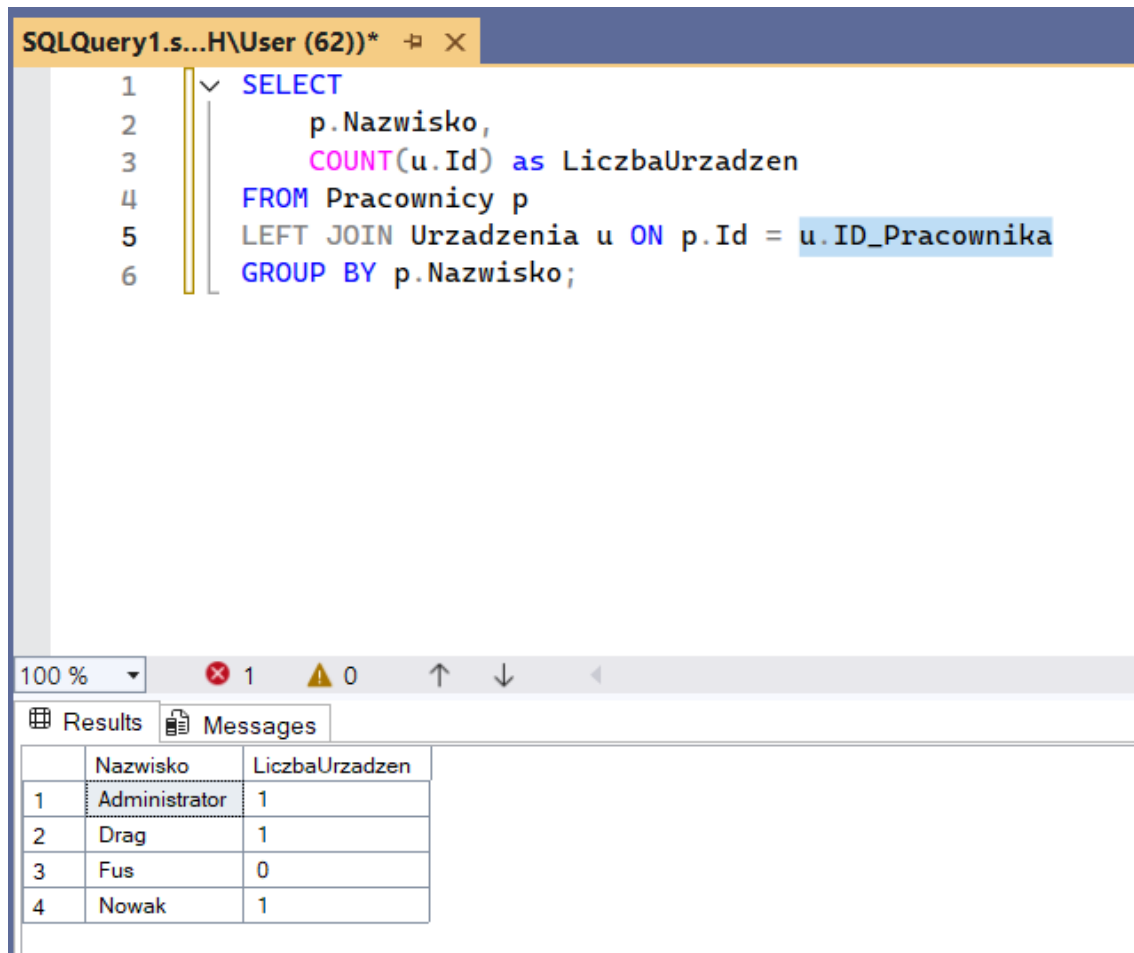 SQLQuery1.s...H\User (62))*
1 SELECT
2 p.Nazwisko,
3 COUNT(u.Id) as LiczbaUrzadzen
4 FROM Pracownicy p
5 LEFT JOIN Urzadzenia u ON p.Id = u.ID_Pracownika
6 GROUP BY p.Nazwisko;
100 % 1 0
Results Messages
Nazwisko LiczbaUrzadzen
1 Administrator 1
2 Drag 1
3 Fus 0
4 Nowak 1